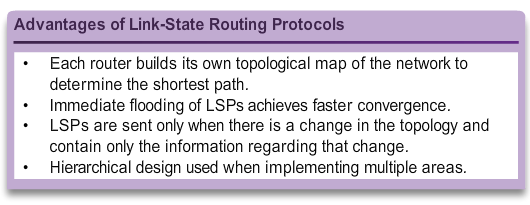 Advantages of Link-State Routing Protocols
• Each router builds its own topological map of the network to
determine the shortest path.
• Immediate flooding of LSPs achieves faster convergence.
• LSPs are sent only when there is a change in the topology and
contain only the information regarding that change.
• Hierarchical design used when implementing multiple areas.